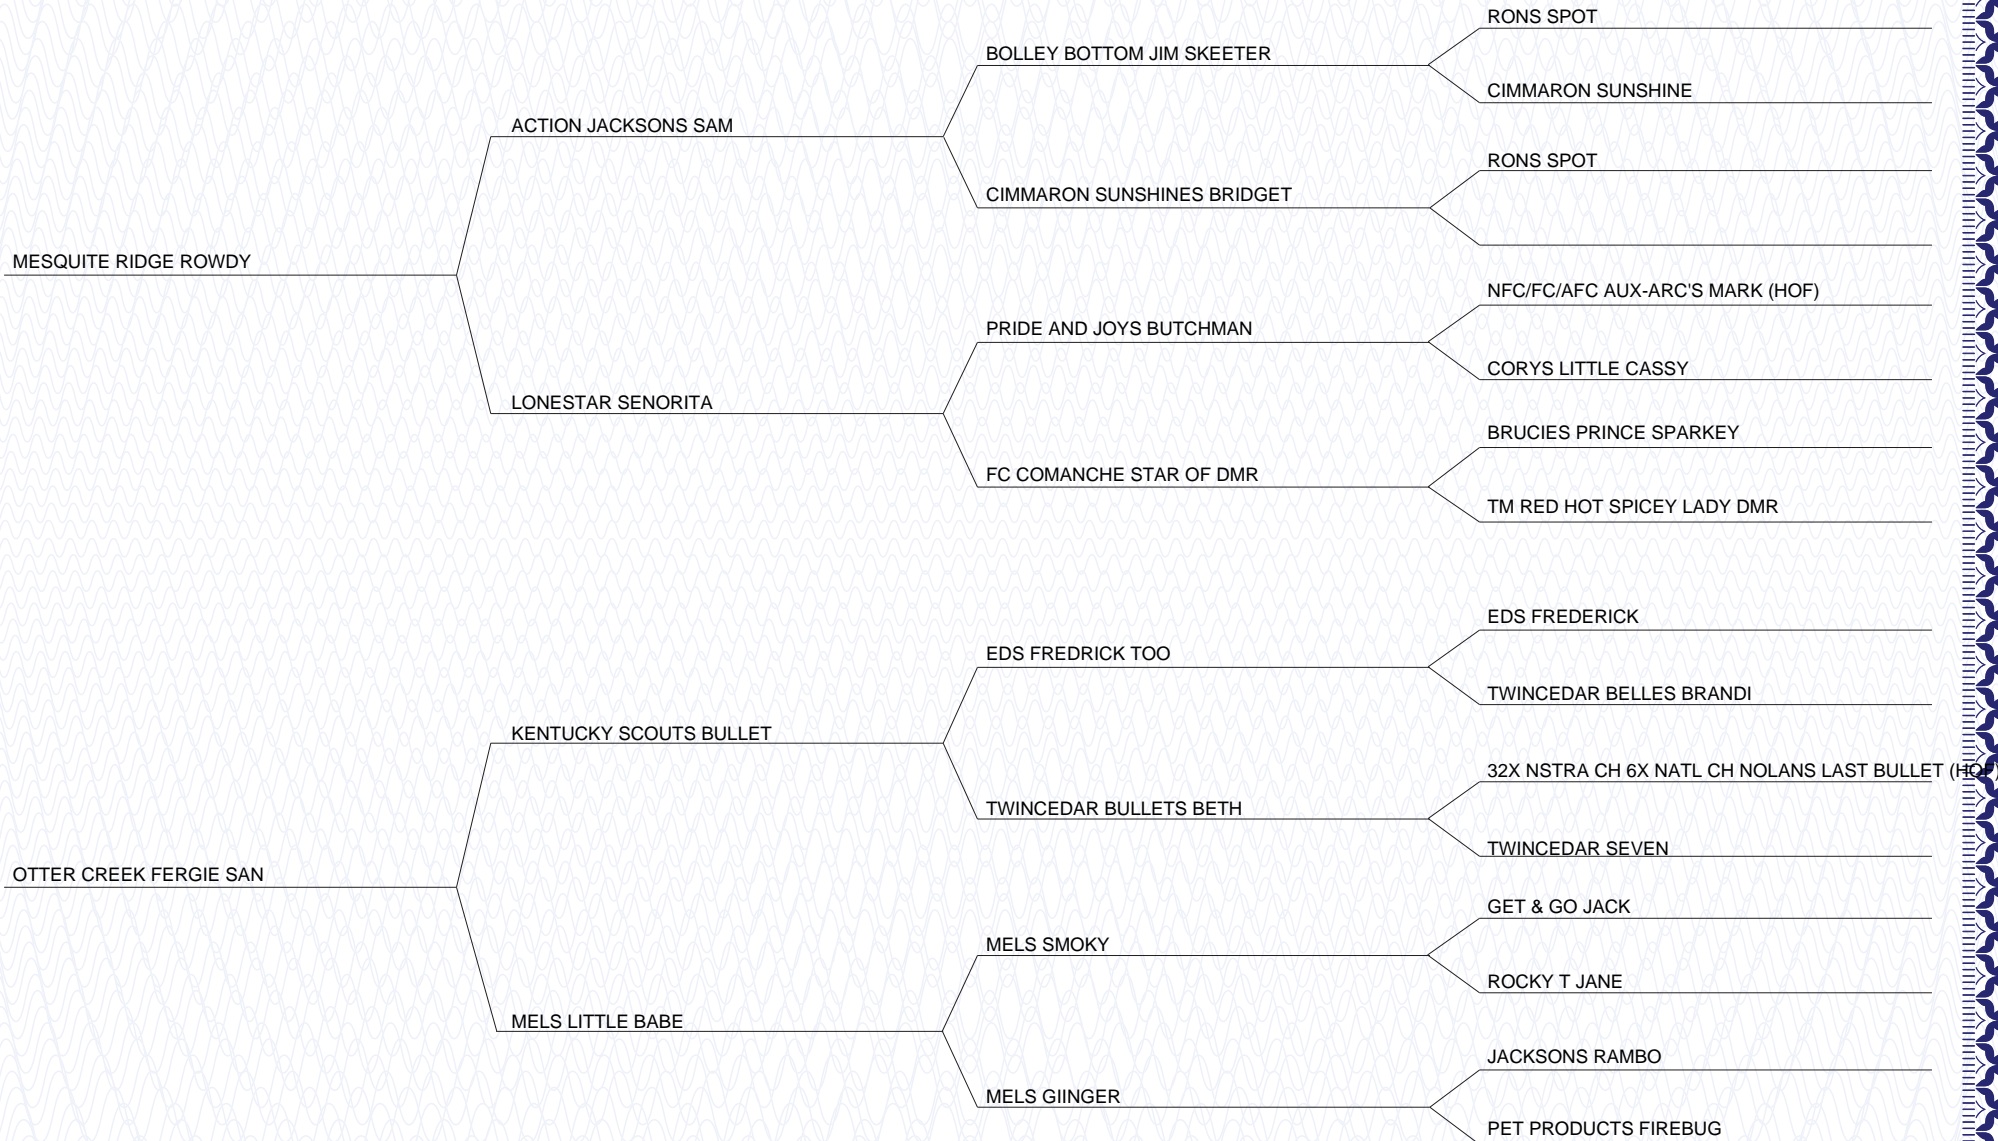 RONS SPOT
BOLLEY BOTTOM JIM SKEETER
CIMMARON SUNSHINE
ACTION JACKSONS SAM
RONS SPOT
CIMMARON SUNSHINES BRIDGET
MESQUITE RIDGE ROWDY
NFC/FC/AFC AUX-ARC'S MARK (HOF)
PRIDE AND JOYS BUTCHMAN
CORYS LITTLE CASSY
LONESTAR SENORITA
BRUCIES PRINCE SPARKEY
FC COMANCHE STAR OF DMR
TM RED HOT SPICEY LADY DMR
EDS FREDERICK
EDS FREDRICK TOO
TWINCEDAR BELLES BRANDI
KENTUCKY SCOUTS BULLET
32X NSTRA CH 6X NATL CH NOLANS LAST BULLET (HOF)
TWINCEDAR BULLETS BETH
TWINCEDAR SEVEN
OTTER CREEK FERGIE SAN
GET & GO JACK
MELS SMOKY
ROCKY T JANE
MELS LITTLE BABE
JACKSONS RAMBO
MELS GIINGER
PET PRODUCTS FIREBUG